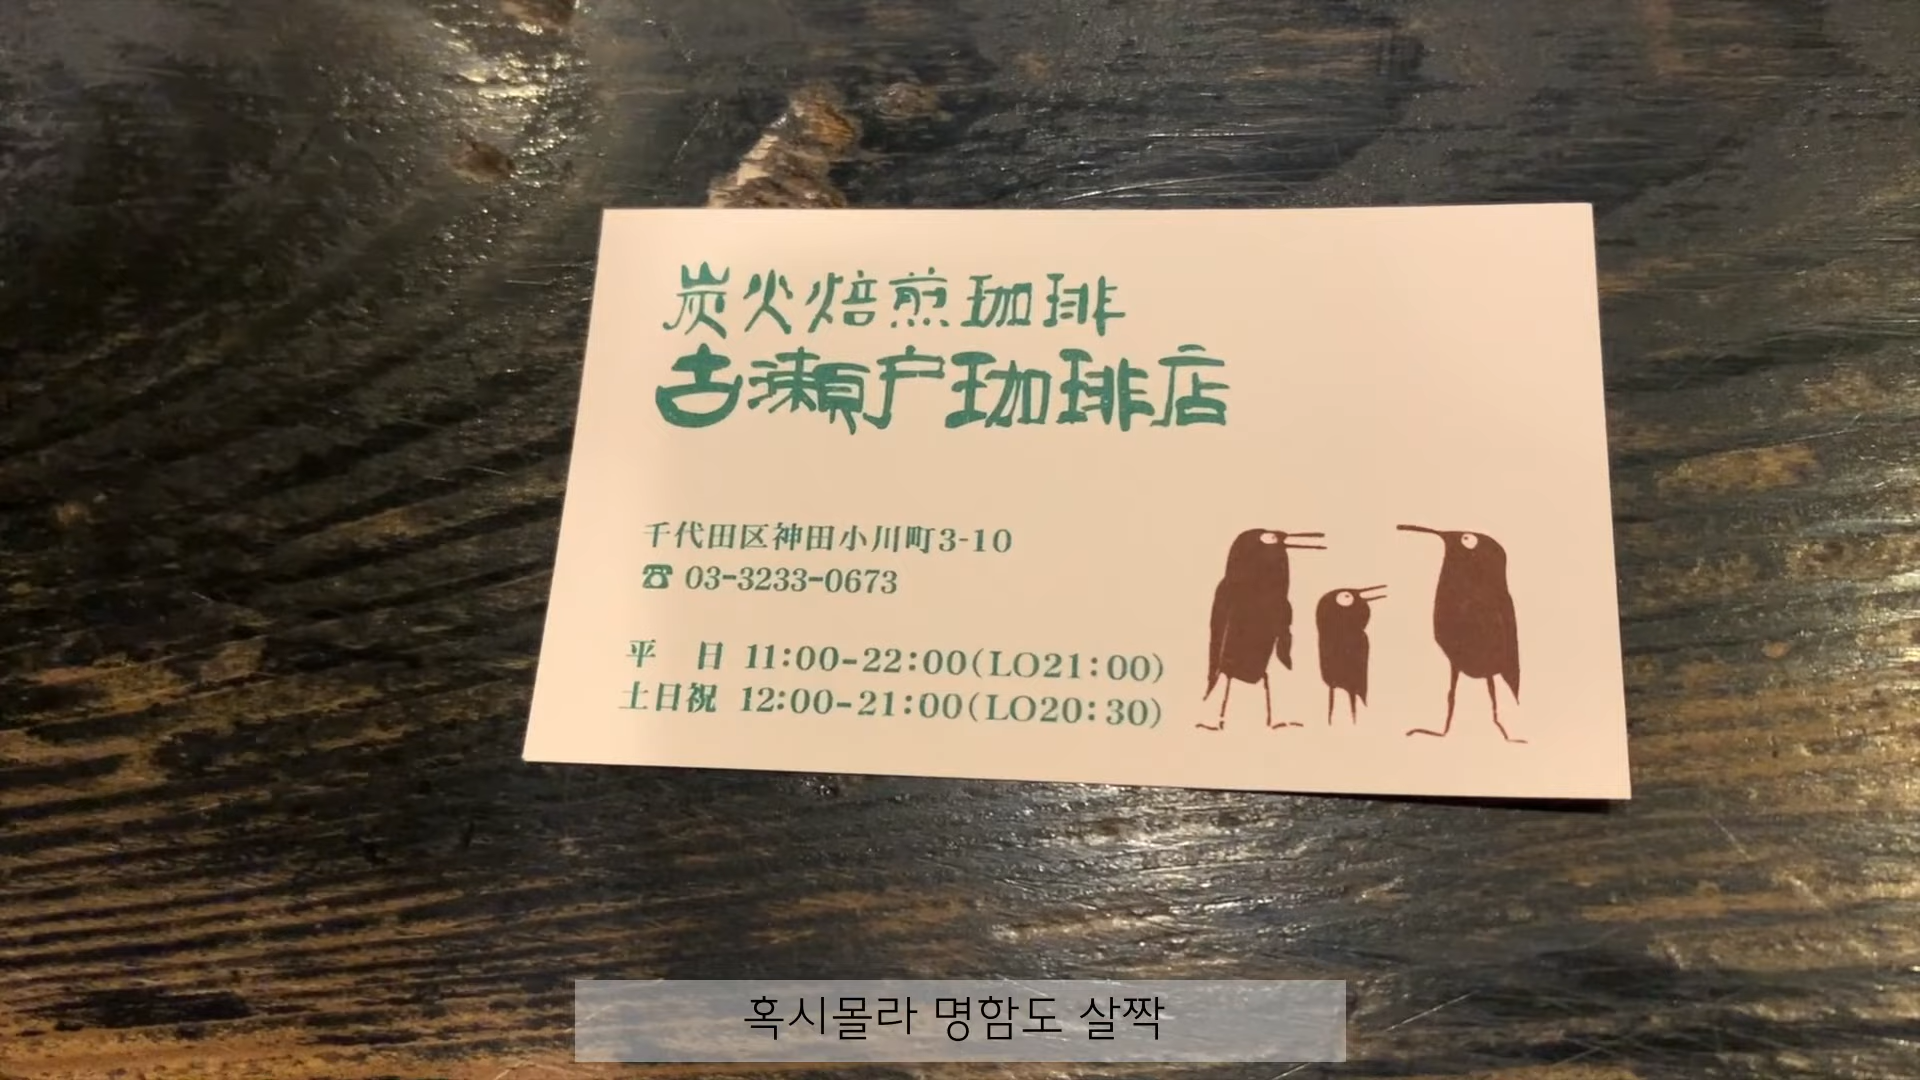 炭火焙煎珈琲
古瀬戸珈琲店
千代田区神田小川町3-10
☎ 03-3233-0673
平　日 11:00-22:00(LO21:00)
土日祝 12:00-21:00(LO20:30)
혹시몰라 명함도 살짝